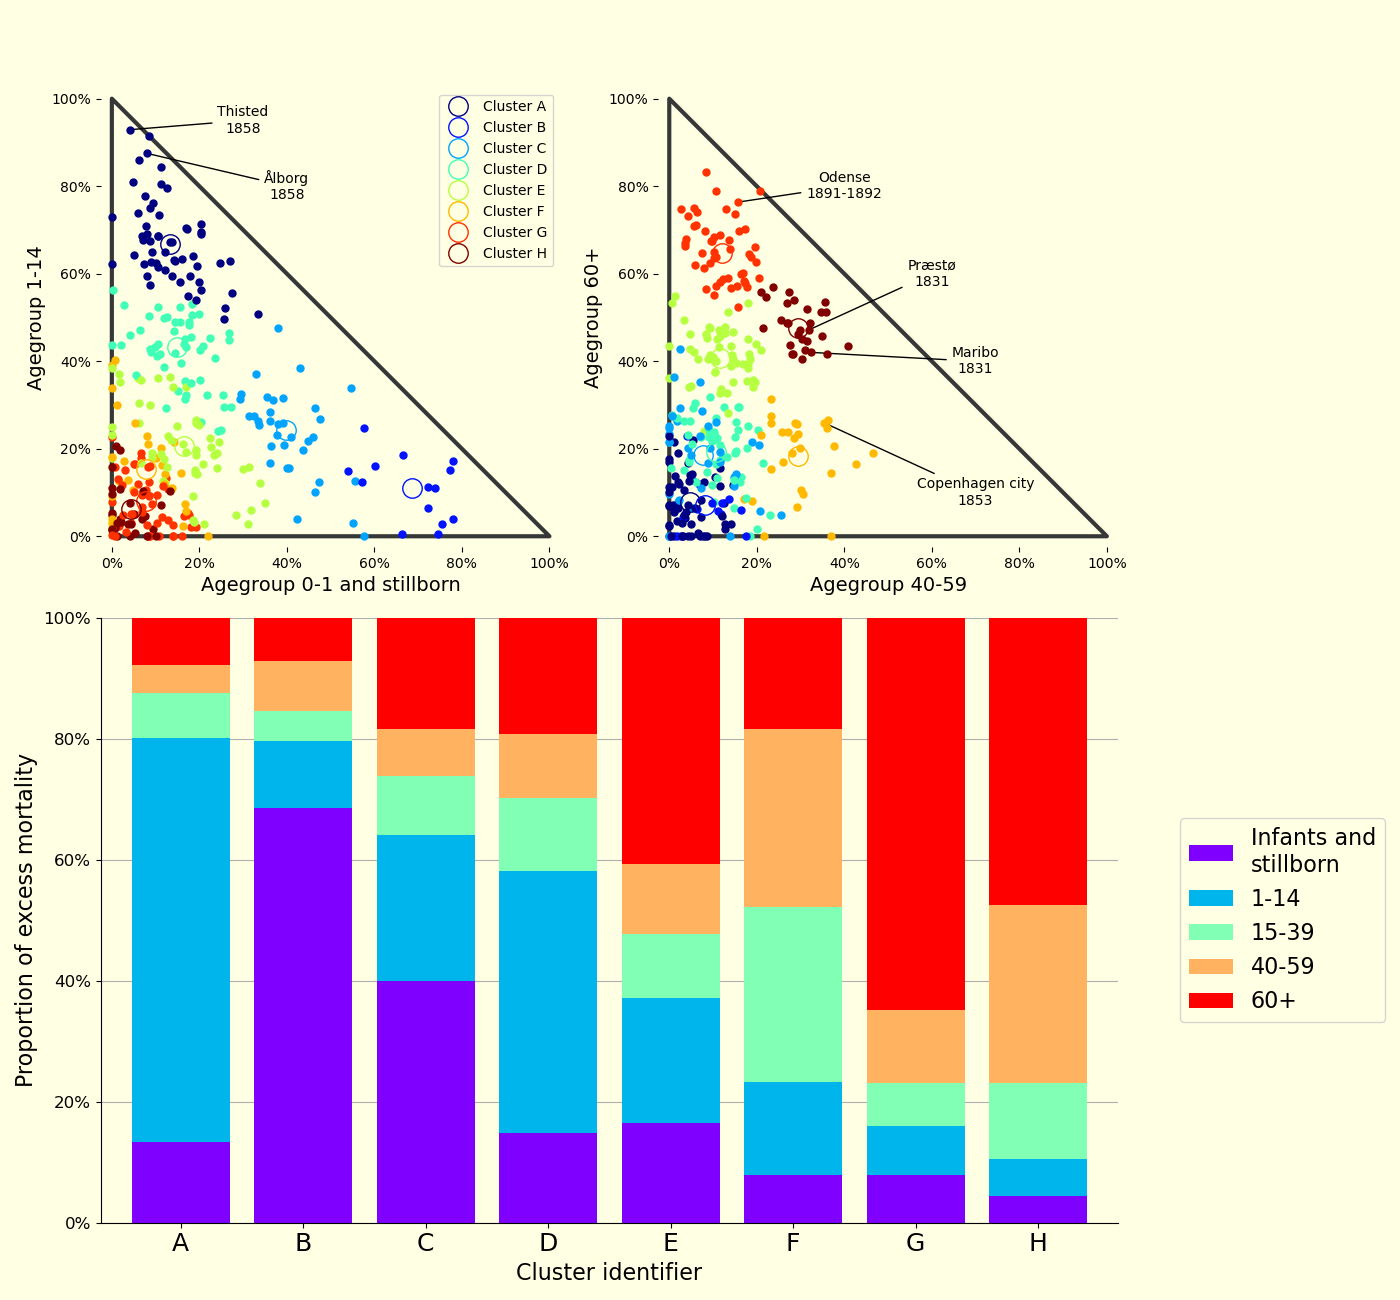 100%
80%
60%
40%
20%
0%
Agegroup 1-14
Thisted
1858
Ålborg
1858
Cluster A
Cluster B
Cluster C
Cluster D
Cluster E
Cluster F
Cluster G
Cluster H
0%
20%
40%
60%
80%
100%
Agegroup 0-1 and stillborn
100%
80%
60%
40%
20%
0%
Agegroup 60+
Odense
1891-1892
Præstø
1831
Maribo
1831
Copenhagen city
1853
0%
20%
40%
60%
80%
100%
Agegroup 40-59
100%
80%
60%
40%
20%
0%
Proportion of excess mortality
A
B
C
D
E
F
G
H
Cluster identifier
Infants and
stillborn
1-14
15-39
40-59
60+